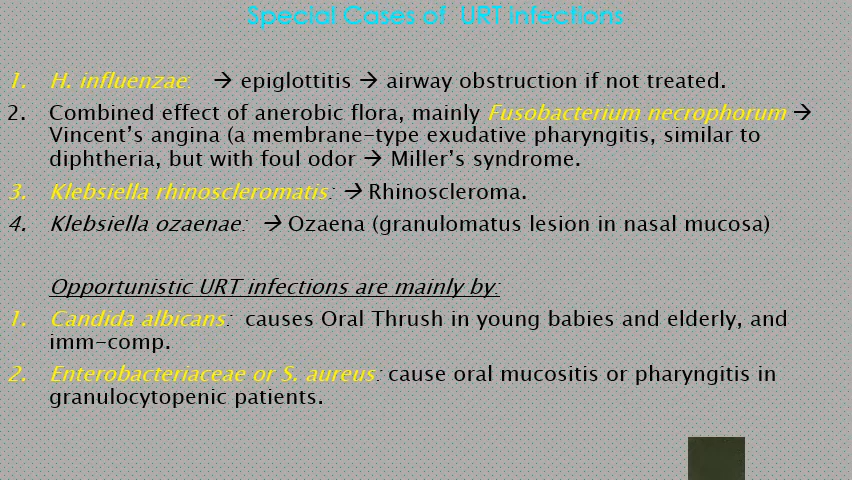 Special Cases of URT infections
1. H. influenzae: → epiglottitis → airway obstruction if not treated.
2. Combined effect of anerobic flora, mainly Fusobacterium necrophorum →
Vincent's angina (a membrane-type exudative pharyngitis, similar to
diphtheria, but with foul odor → Miller's syndrome.
3. Klebsiella rhinoscleromatis: → Rhinoscleroma.
4. Klebsiella ozaenae: → Ozaena (granulomatus lesion in nasal mucosa)
Opportunistic URT infections are mainly by:
1. Candida albicans: causes Oral Thrush in young babies and elderly, and
imm-comp.
2. Enterobacteriaceae or S. aureus: cause oral mucositis or pharyngitis in
granulocytopenic patients.